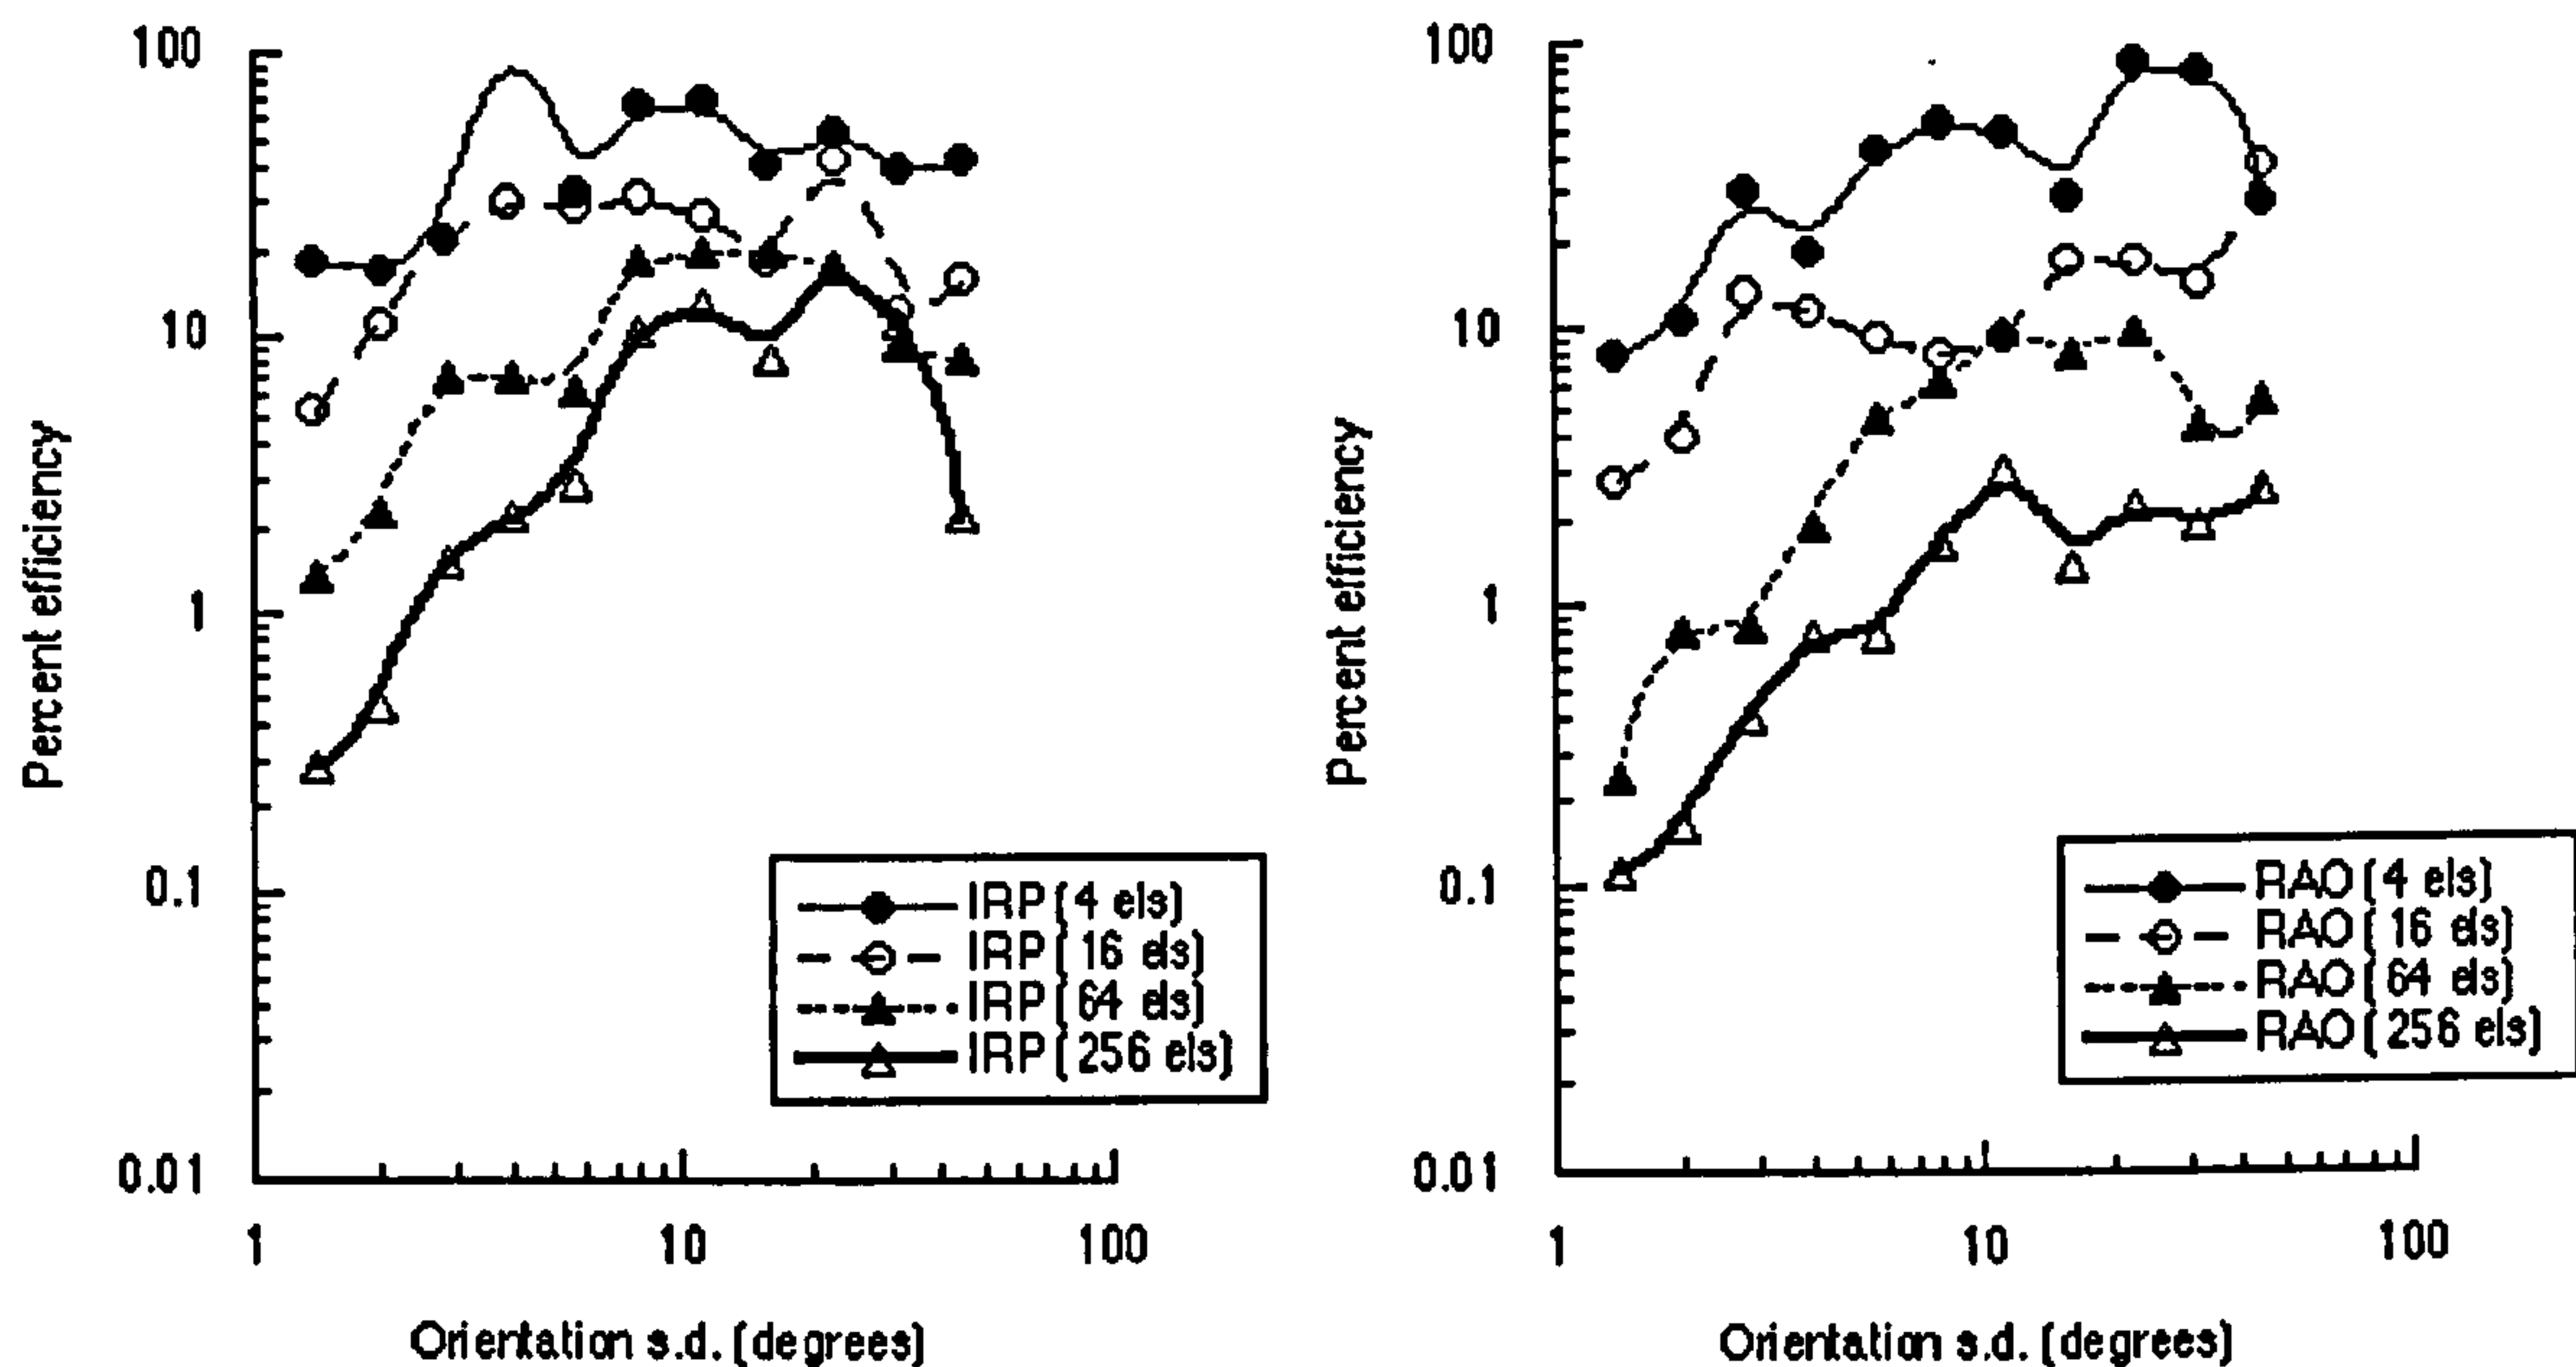 100
10
1
0.1
0.01
Percent efficiency
1 10 100
Orientation s.d. (degrees)
IRP (4 els)
IRP ( 16 els)
IRP ( 64 els)
IRP ( 256 els)
100
10
1
0.1
0.01
Percent efficiency
1 10 100
Orientation s.d. (degrees)
RAO (4 els)
RAO ( 16 els)
RAO ( 64 els)
RAO ( 256 els)